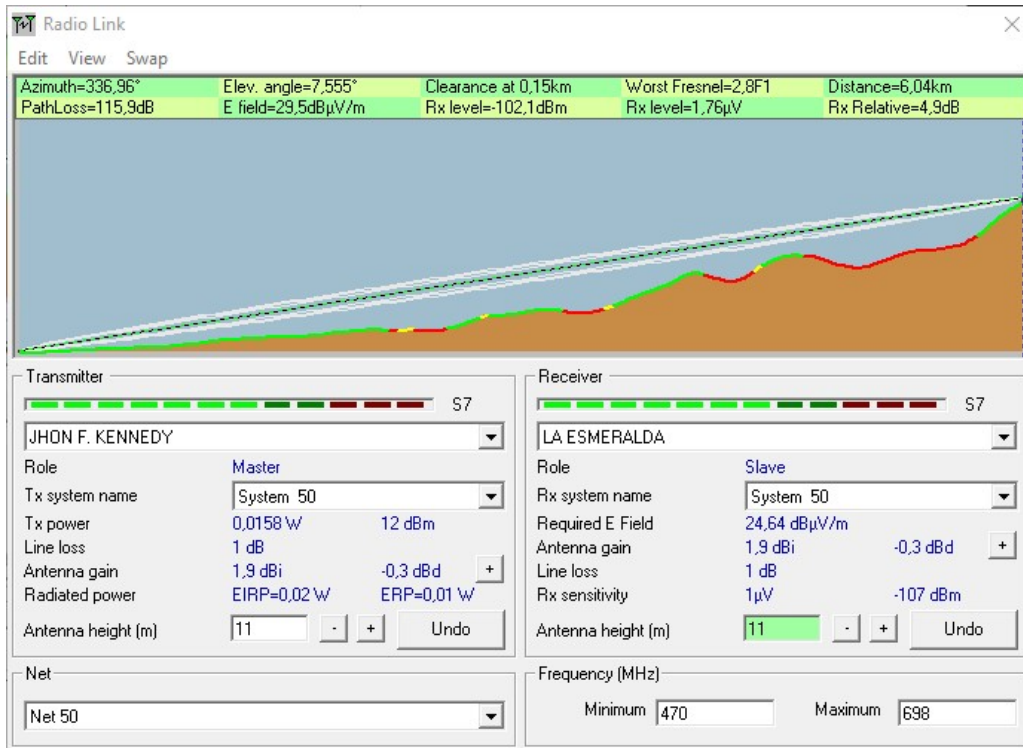 Radio Link
Edit View Swap
Azimuth=336,96° Elev. angle=7,555° Clearance at 0,15km Worst Fresnel=2,8F1 Distance=6,04km
PathLoss=115,9dB E field=29,5dBµV/m Rx level=-102,1dBm Rx level=1,76µV Rx Relative=4,9dB
Transmitter
S7
JHON F. KENNEDY
Role Master
Tx system name System 50
Tx power 0,0158 W 12 dBm
Line loss 1 dB
Antenna gain 1,9 dBi -0,3 dBd +
Radiated power EIRP=0,02 W ERP=0,01 W
Antenna height (m) 11 - + Undo
Net
Net 50
Receiver
S7
LA ESMERALDA
Role Slave
Rx system name System 50
Required E Field 24,64 dBµV/m
Antenna gain 1,9 dBi -0,3 dBd +
Line loss 1 dB
Rx sensitivity 1µV -107 dBm
Antenna height (m) 11 - + Undo
Frequency (MHz)
Minimum 470 Maximum 698